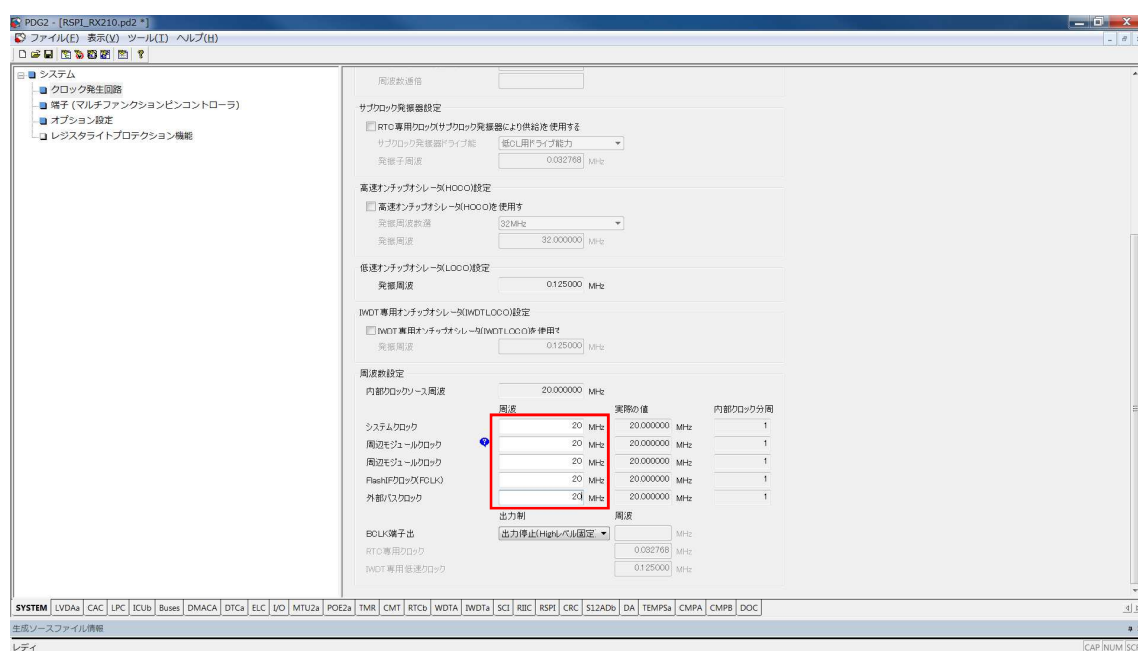 PDG2 - [RSPI_RX210.pd2 *]
ファイル(F) 表示(V) ツール(T) ヘルプ(H)
システム
クロック発生回路
端子 (マルチファンクションピンコントローラ)
オプション設定
レジスタライトプロテクション機能
周波数逓倍
サブクロック発振器設定
RTC専用クロック(サブクロック発振器により供給)を使用する
サブクロック発振器ドライブ能 低CL用ドライブ能力
発振子周波 0.032768 MHz
高速オンチップオシレータ(HOCO)設定
高速オンチップオシレータ(HOCO)を使用す
発振周波数選 32MHz
発振周波 32.000000 MHz
低速オンチップオシレータ(LOCO)設定
発振周波 0.125000 MHz
IWDT専用オンチップオシレータ(IWDTLOCO)設定
IWDT専用オンチップオシレータ(IWDTLOCO)を使用す
発振周波 0.125000 MHz
周波数設定
内部クロックソース周波 20.000000 MHz
周波 実際の値 内部クロック分周
システムクロック 20 MHz 20.000000 MHz 1
周辺モジュールクロック 20 MHz 20.000000 MHz 1
周辺モジュールクロック 20 MHz 20.000000 MHz 1
FlashIFクロック(FCLK) 20 MHz 20.000000 MHz 1
外部バスクロック 20 MHz 20.000000 MHz 1
出力制 周波
BCLK端子出 出力停止(Highレベル固定 MHz
RTC専用クロック 0.032768 MHz
IWDT専用低速クロック 0.125000 MHz
SYSTEM LVDAa CAC LPC ICUb Buses DMACA DTCa ELC I/O MTU2a POE2a TMR CMT RTCb WDTA IWDTa SCI RIIC RSPI CRC S12ADb DA TEMPSa CMPA CMPB DOC
生成ソースファイル情報
レディ CAP NUM SC